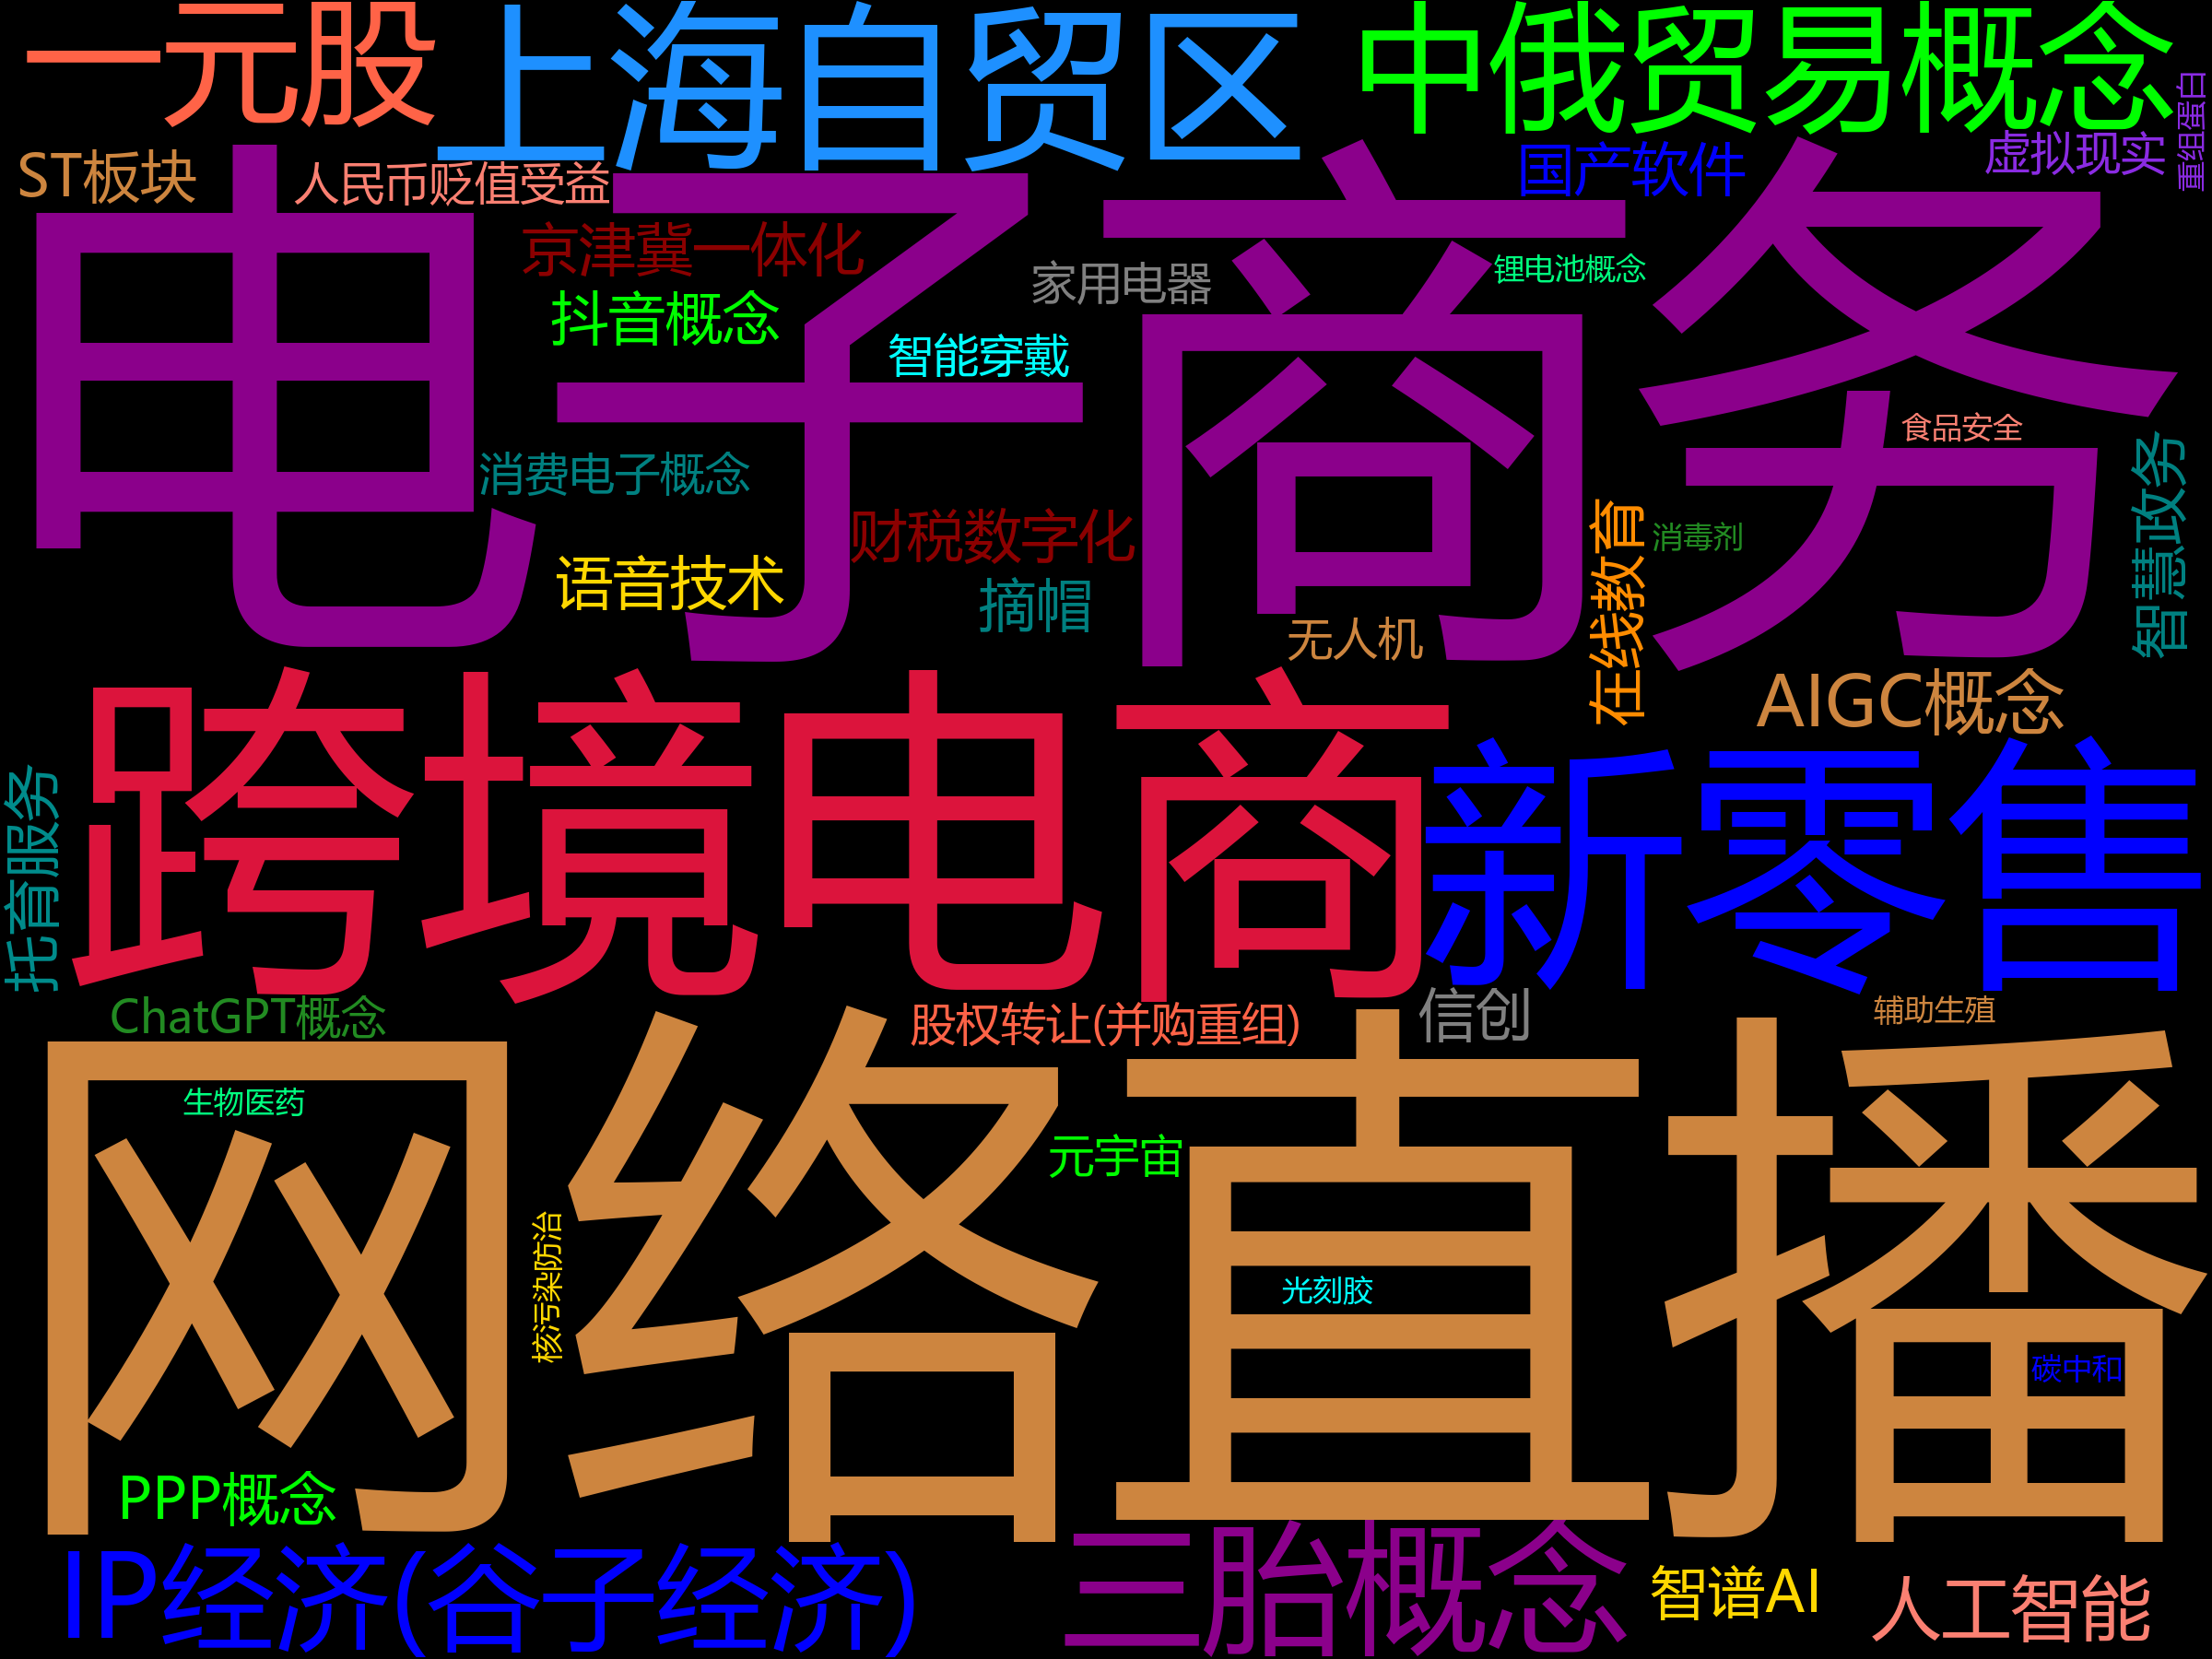 一元股
上海自贸区
中俄贸易概念
ST板块
人民币贬值受益
国产软件
虚拟现实
重组蛋白
电子商务
京津冀一体化
家用电器
锂电池概念
抖音概念
智能穿戴
食品安全
消费电子概念
财税数字化
在线教育
消毒剂
智慧政务
语音技术
摘帽
无人机
AIGC概念
跨境电商
新零售
托育服务
ChatGPT概念
股权转让(并购重组)
信创
辅助生殖
网络直播
生物医药
元宇宙
核污染防治
光刻胶
碳中和
PPP概念
IP经济(谷子经济)
三胎概念
智谱AI
人工智能